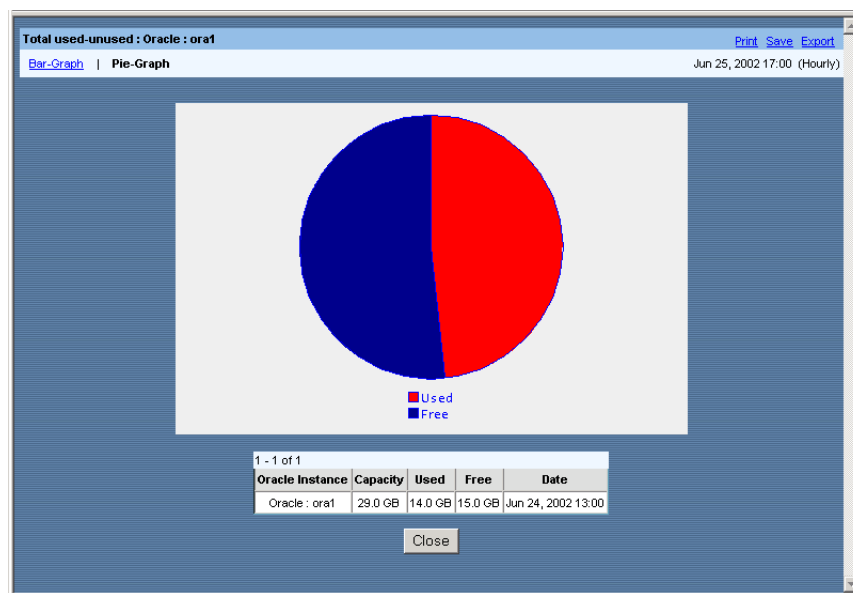 Total used-unused : Oracle : ora1
Print Save Export
Bar-Graph | Pie-Graph
Jun 25, 2002 17:00 (Hourly)
Used
Free
1 - 1 of 1
Oracle Instance Capacity Used Free Date
Oracle : ora1 29.0 GB 14.0 GB 15.0 GB Jun 24, 2002 13:00
Close